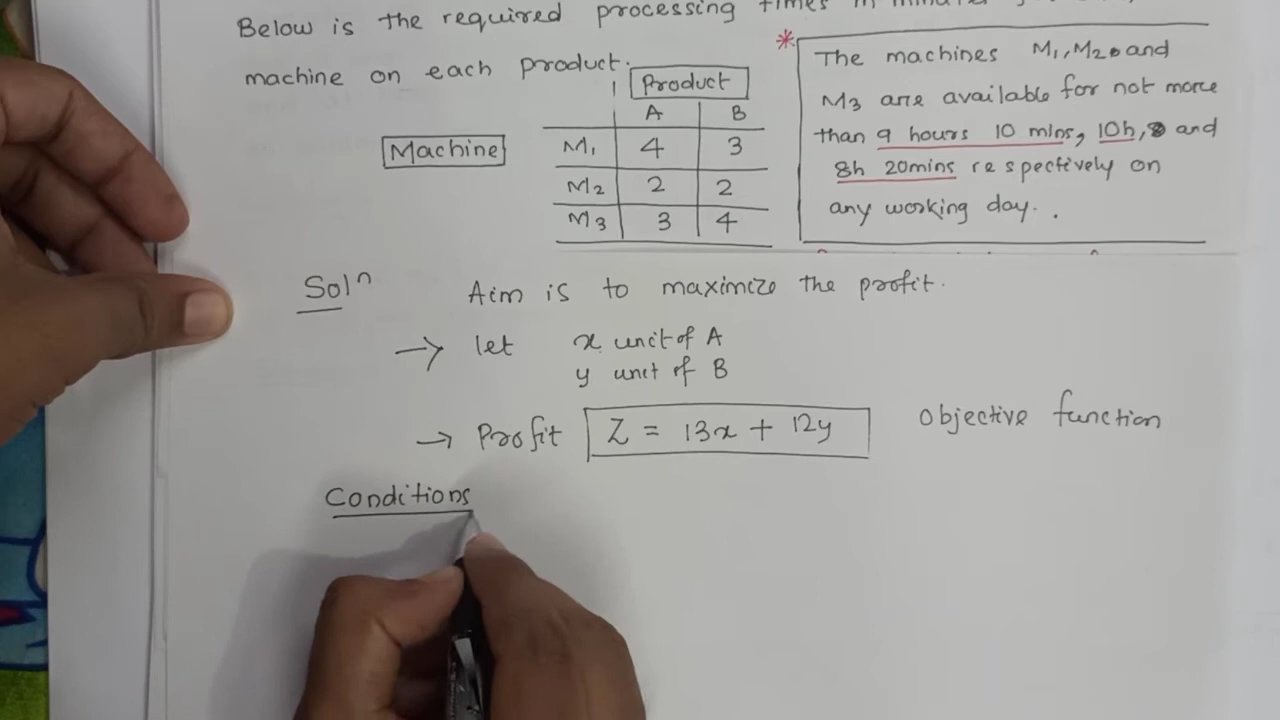 Below is the required processing times in
machine on each product.
Product
A B
Machine
M1 4 3
M2 2 2
M3 3 4
*
The machines M1, M2 and
M3 are available for not more
than 9 hours 10 mins, 10h, and
8h 20mins respectively on
any working day.
Soln Aim is to maximize the profit.
→ let x unit of A
y unit of B
→ Profit Z = 13x + 12y objective function
Conditions